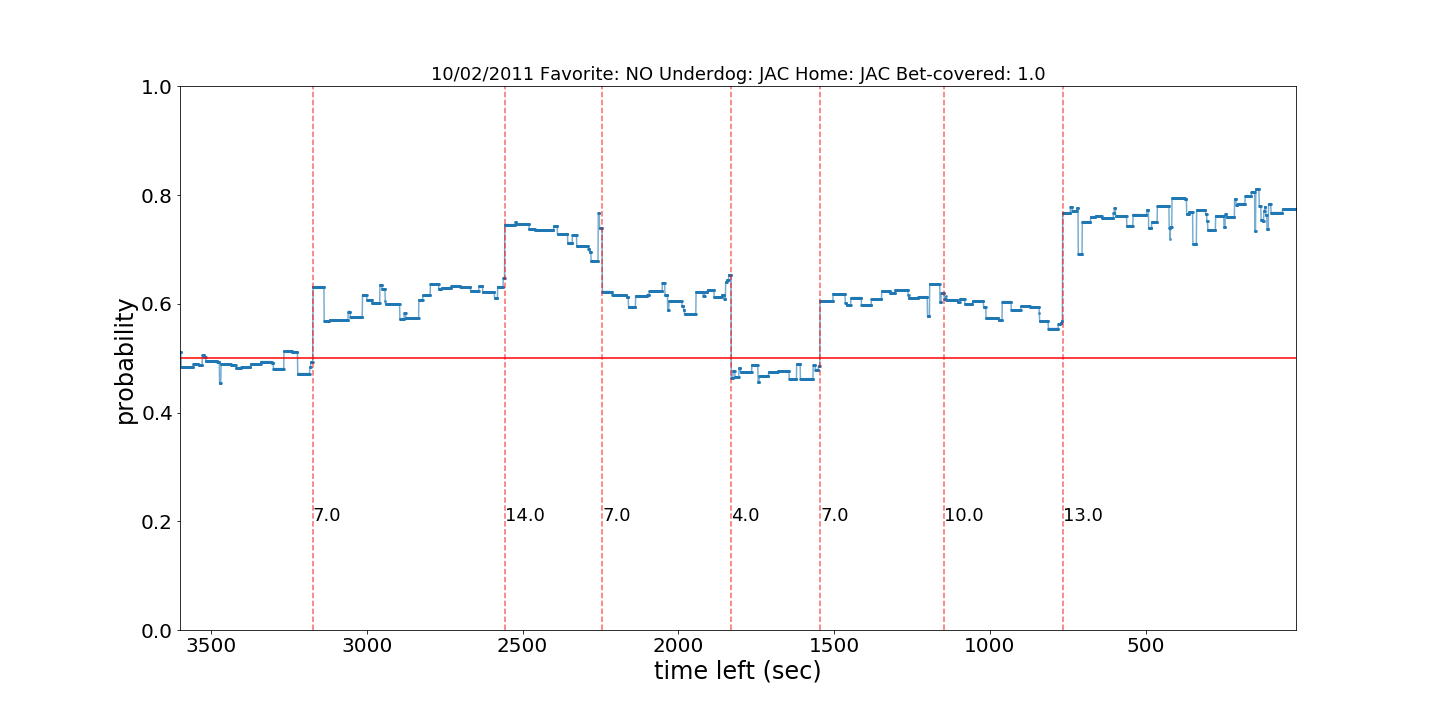 10/02/2011 Favorite: NO Underdog: JAC Home: JAC Bet-covered: 1.0
1.0
0.8
0.6
0.4
0.2
0.0
probability
7.0 14.0 7.0 4.0 7.0 10.0 13.0
3500 3000 2500 2000 1500 1000 500
time left (sec)